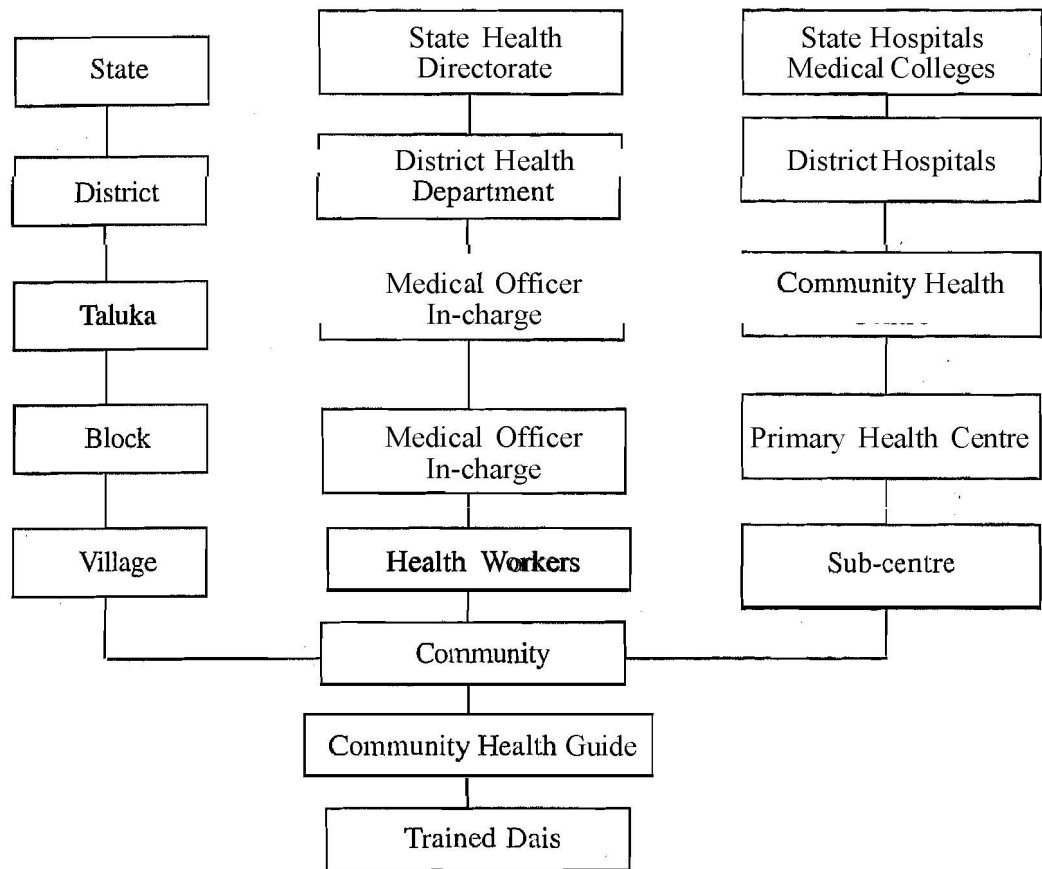 State
State Health
Directorate
State Hospitals
Medical Colleges
District
District Health
Department
District Hospitals
Taluka
Medical Officer
In-charge
Community Health
Block
Medical Officer
In-charge
Primary Health Centre
Village
Health Workers
Sub-centre
Community
Community Health Guide
Trained Dais